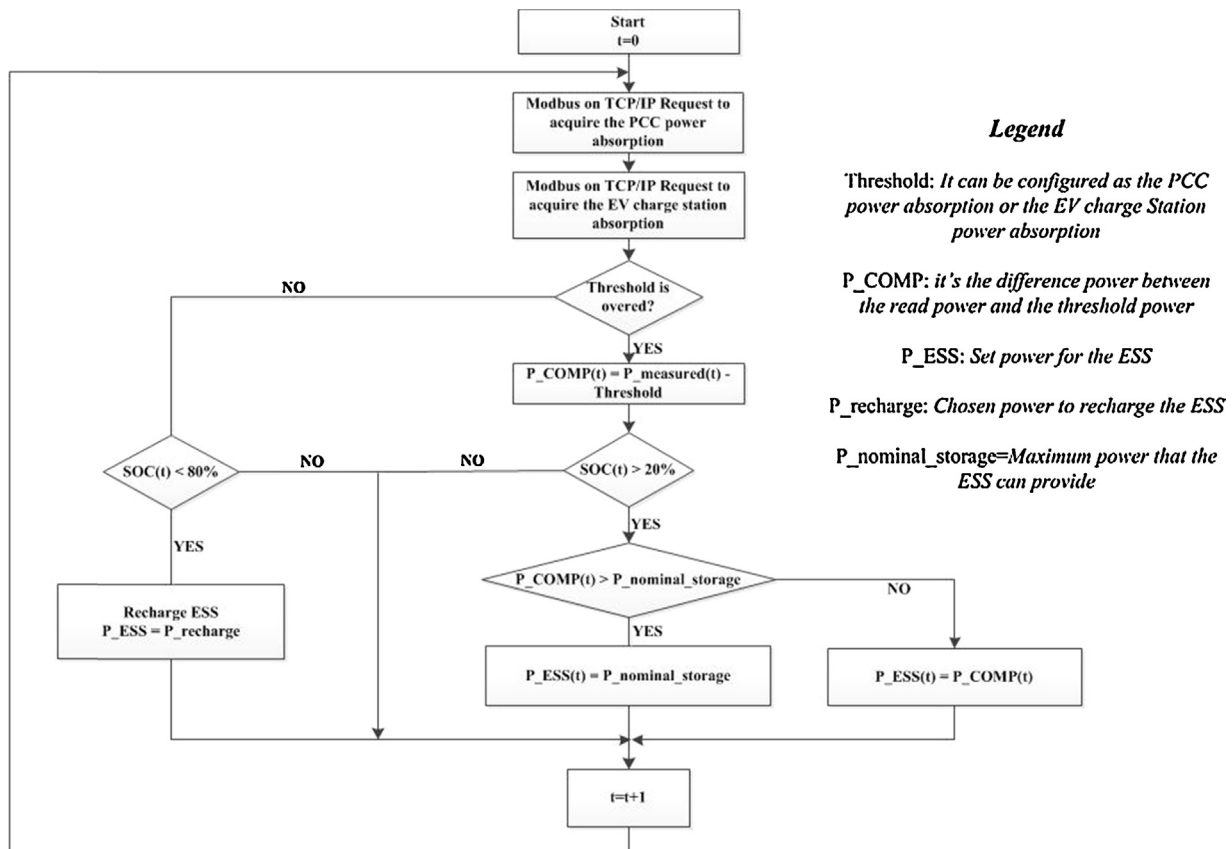 Start
t=0
Modbus on TCP/IP Request to
acquire the PCC power
absorption
Modbus on TCP/IP Request to
acquire the EV charge station
absorption
Threshold is
overed?
NO
YES
P_COMP(t) = P_measured(t) -
Threshold
SOC(t) < 80%
NO
NO
SOC(t) > 20%
YES
YES
P_COMP(t) > P_nominal_storage
NO
Recharge ESS
P_ESS = P_recharge
YES
P_ESS(t) = P_nominal_storage
P_ESS(t) = P_COMP(t)
t=t+1
Legend
Threshold: It can be configured as the PCC
power absorption or the EV charge Station
power absorption
P_COMP: it's the difference power between
the read power and the threshold power
P_ESS: Set power for the ESS
P_recharge: Chosen power to recharge the ESS
P_nominal_storage=Maximum power that the
ESS can provide